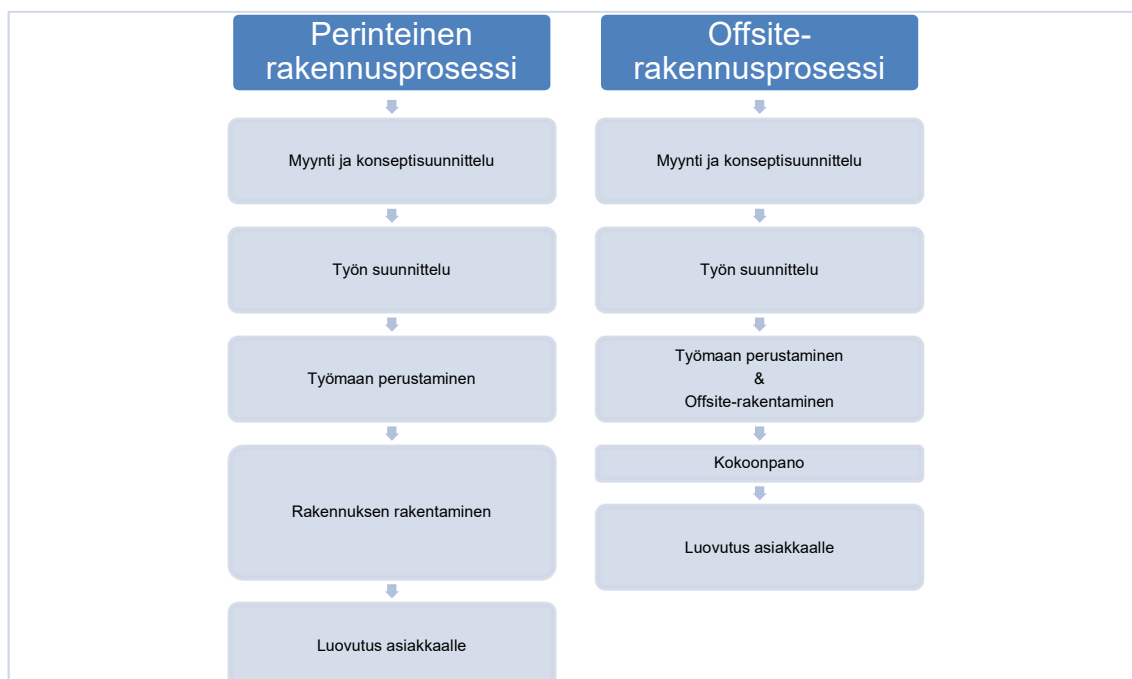 Perinteinen
rakennusprosessi
Myynti ja konseptisuunnittelu
Työn suunnittelu
Työmaan perustaminen
Rakennuksen rakentaminen
Luovutus asiakkaalle
Offsite-
rakennusprosessi
Myynti ja konseptisuunnittelu
Työn suunnittelu
Työmaan perustaminen
&
Offsite-rakentaminen
Kokoonpano
Luovutus asiakkaalle